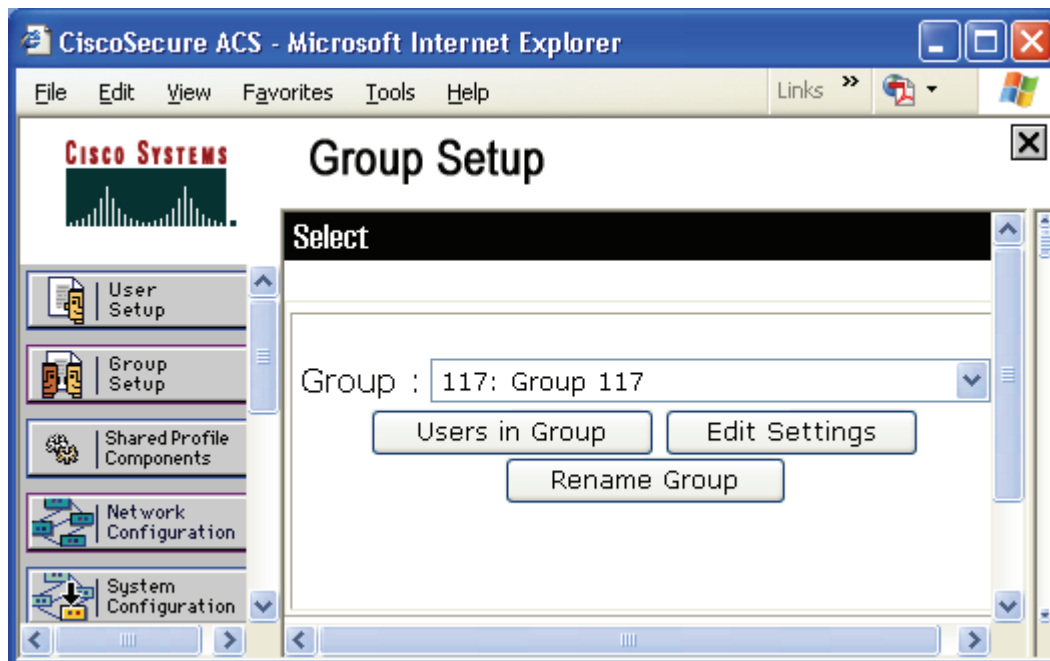 CiscoSecure ACS - Microsoft Internet Explorer
File Edit View Favorites Tools Help
Links »
CISCO SYSTEMS
Group Setup
Select
User
Setup
Group
Setup
Shared Profile
Components
Network
Configuration
System
Configuration
Group : 117: Group 117
Users in Group
Edit Settings
Rename Group